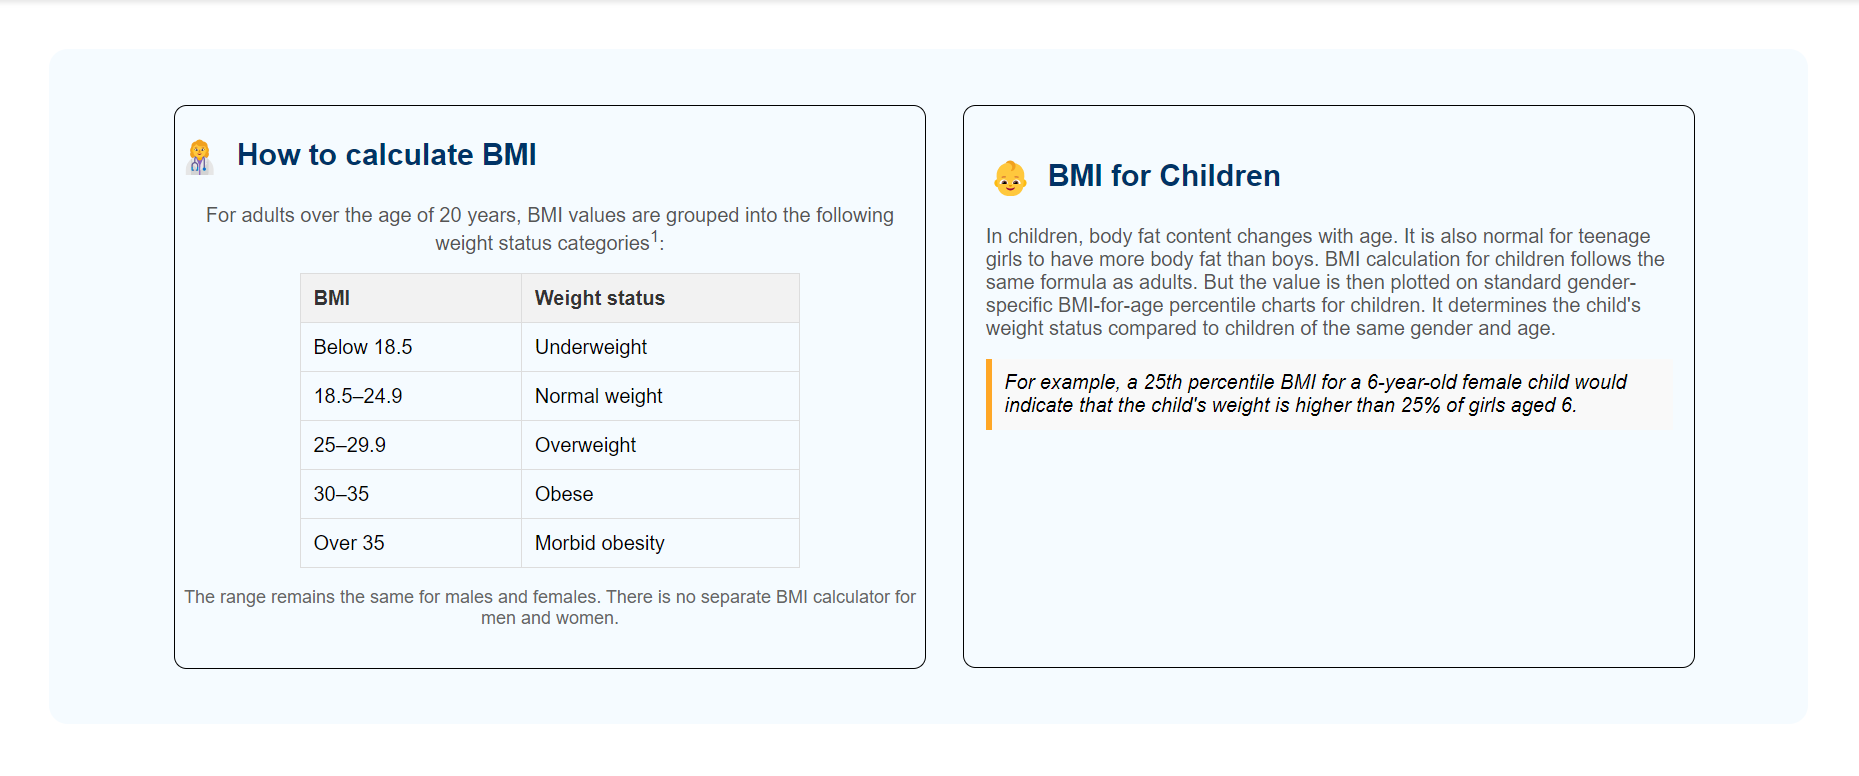 How to calculate BMI
For adults over the age of 20 years, BMI values are grouped into the following
weight status categories1:
BMI Weight status
Below 18.5 Underweight
18.5–24.9 Normal weight
25–29.9 Overweight
30–35 Obese
Over 35 Morbid obesity
The range remains the same for males and females. There is no separate BMI calculator for
men and women.
BMI for Children
In children, body fat content changes with age. It is also normal for teenage
girls to have more body fat than boys. BMI calculation for children follows the
same formula as adults. But the value is then plotted on standard gender-
specific BMI-for-age percentile charts for children. It determines the child's
weight status compared to children of the same gender and age.
For example, a 25th percentile BMI for a 6-year-old female child would
indicate that the child's weight is higher than 25% of girls aged 6.